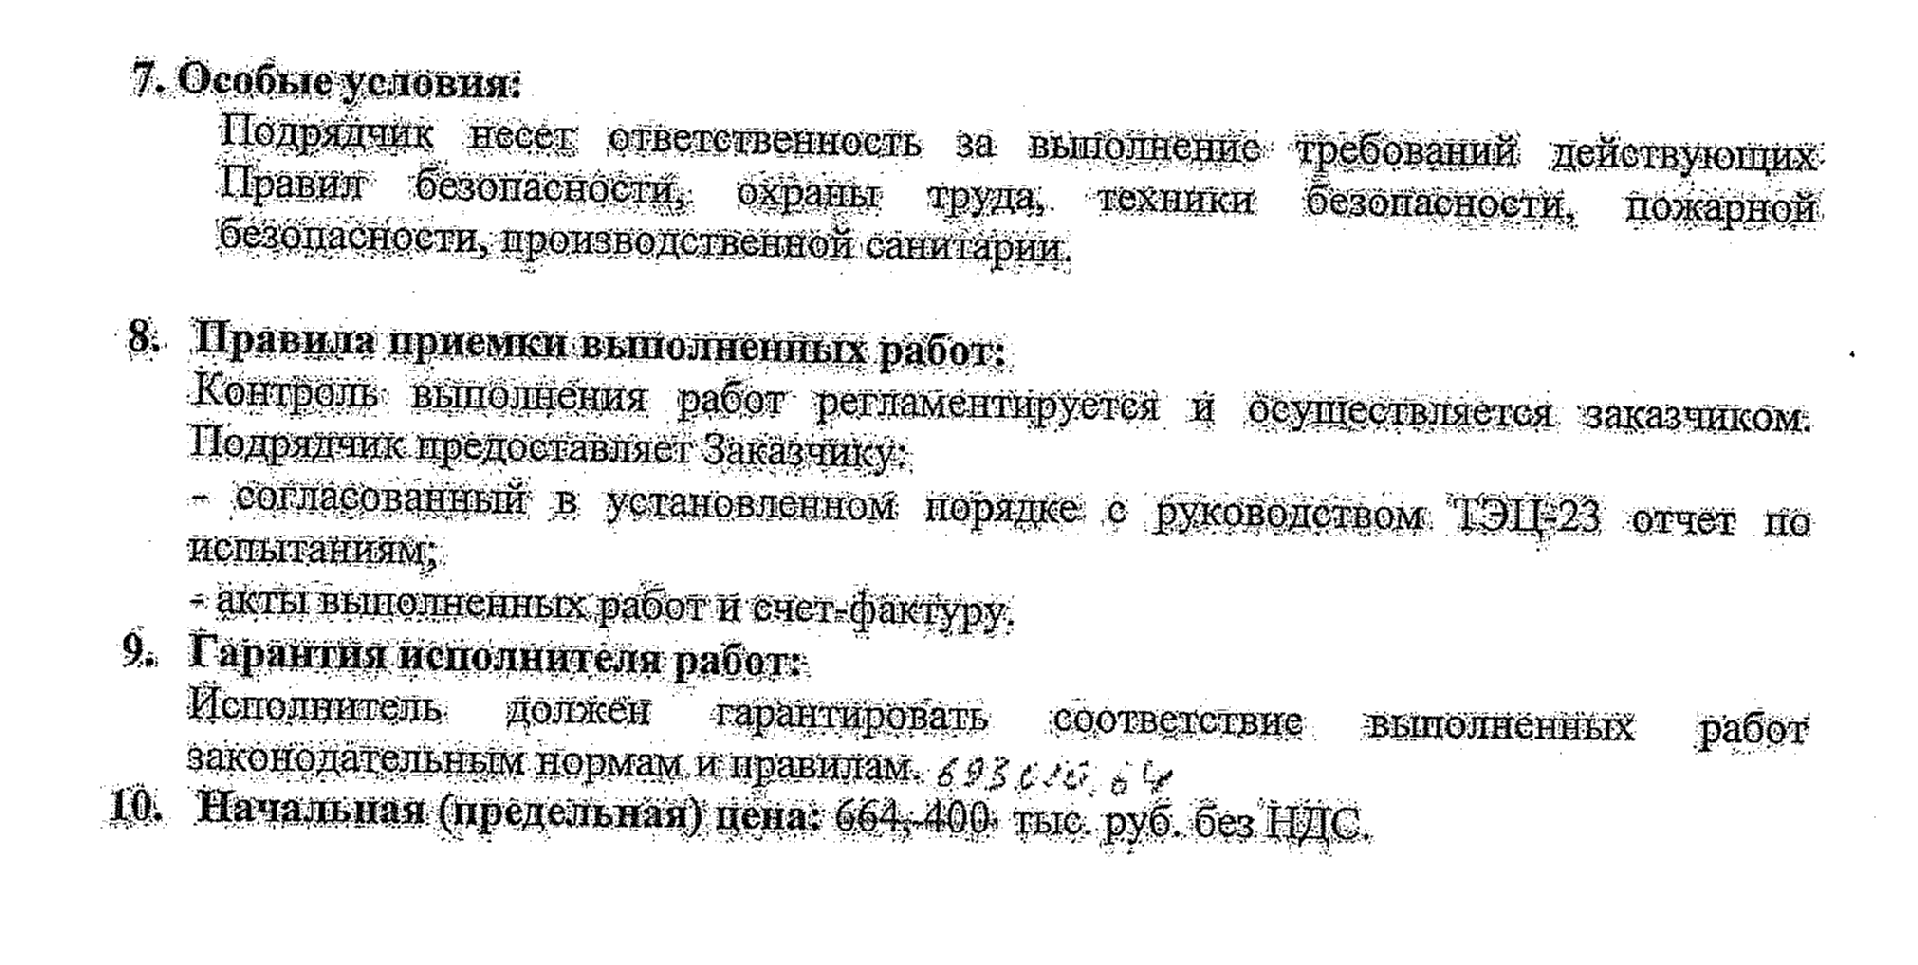 7. Особые условия:
Подрядчик несет ответственность за выполнение требований действующих
Правил безопасности, охраны труда, техники безопасности, пожарной
безопасности, производственной санитарии.
8. Правила приемки выполненных работ:
Контроль выполнения работ регламентируется и осуществляется заказчиком.
Подрядчик предоставляет Заказчику:
- согласованный в установленном порядке с руководством ТЭЦ-23 отчет по
испытаниям;
- акты выполненных работ и счет-фактуру.
9. Гарантия исполнителя работ:
Исполнитель должен гарантировать соответствие выполненных работ
законодательным нормам и правилам.
10. Начальная (предельная) цена: 664, 400 тыс. руб. без НДС.